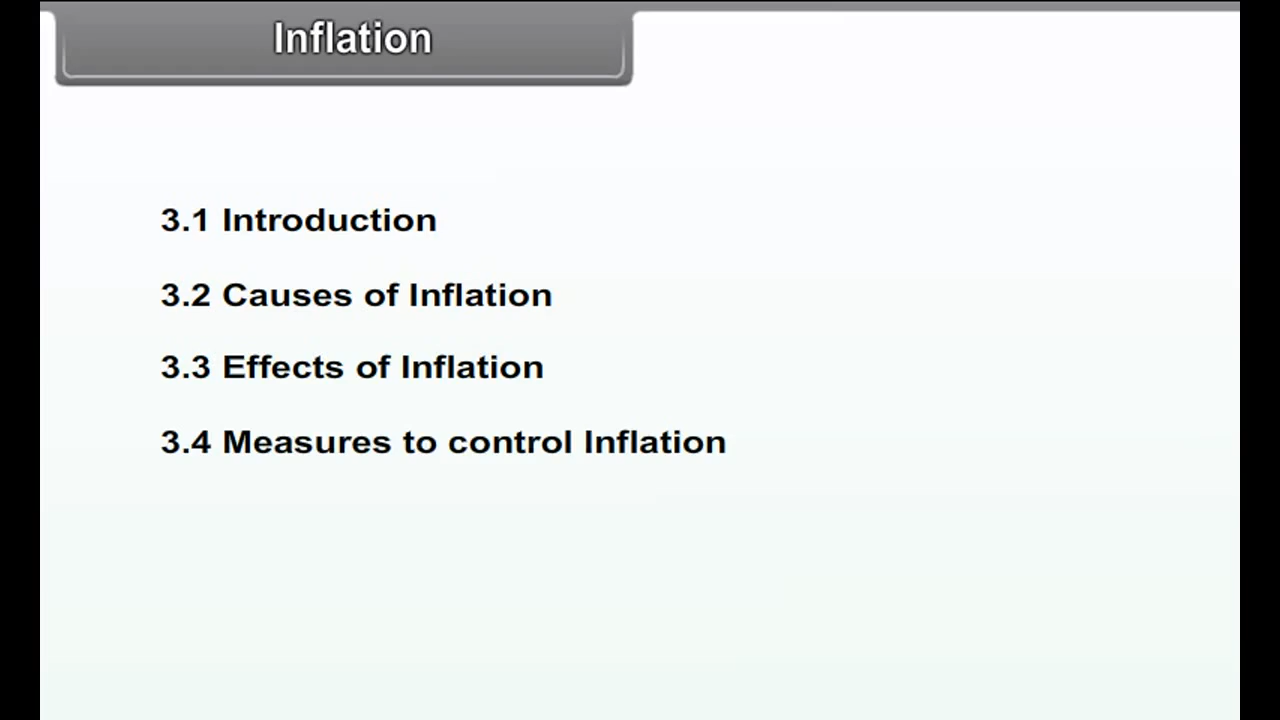 Inflation
3.1 Introduction
3.2 Causes of Inflation
3.3 Effects of Inflation
3.4 Measures to control Inflation